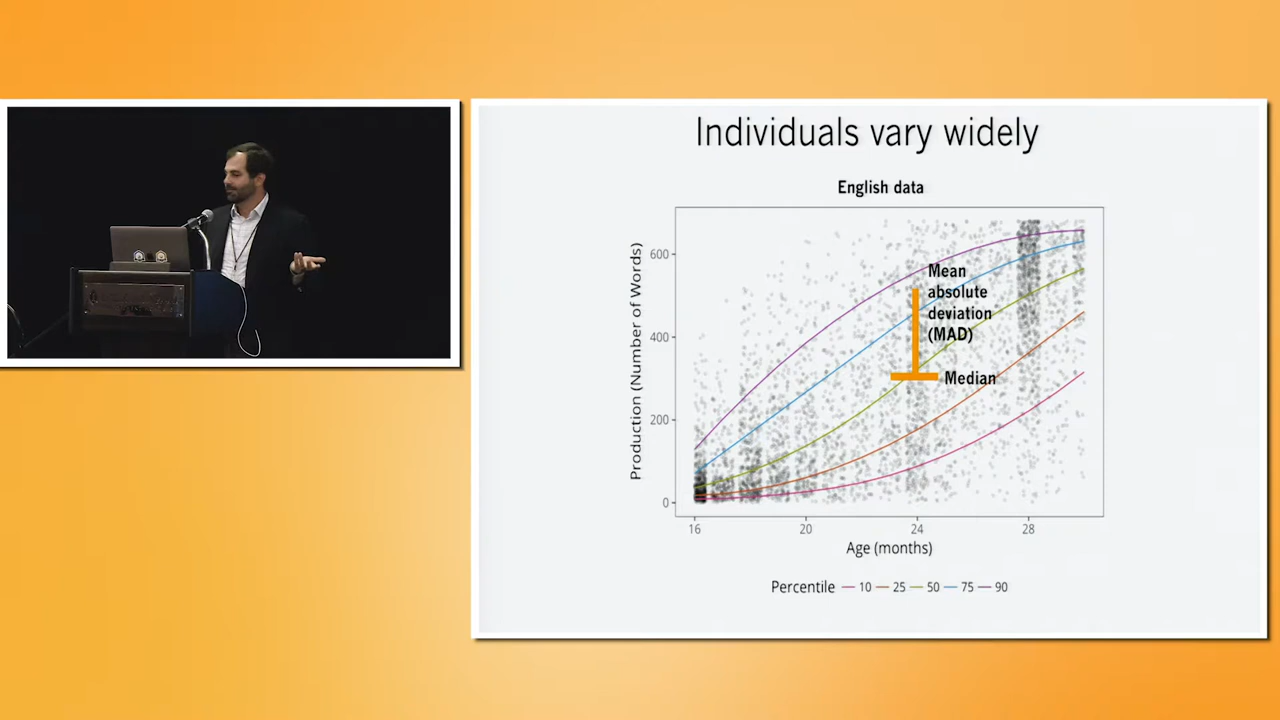 Individuals vary widely
English data
Production (Number of Words)
600
400
200
0
Mean
absolute
deviation
(MAD)
Median
16 20 24 28
Age (months)
Percentile 10 25 50 75 90